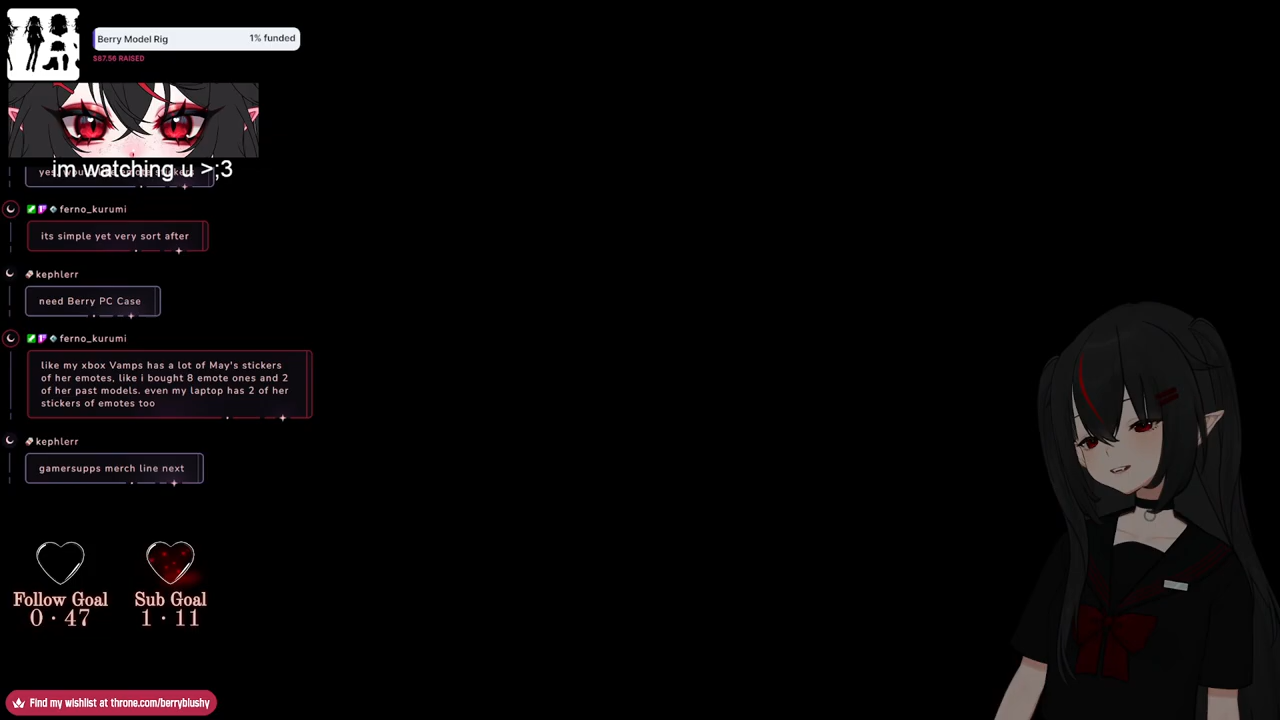 Berry Model Rig 1% funded
$87.56 RAISED
im watching u >;3
ferno_kurumi
its simple yet very sort after
kephlerr
need Berry PC Case
ferno_kurumi
like my xbox Vamps has a lot of May's stickers
of her emotes, like i bought 8 emote ones and 2
of her past models. even my laptop has 2 of her
stickers of emotes too
kephlerr
gamersupps merch line next
Follow Goal
0 · 47
Sub Goal
1 · 11
Find my wishlist at throne.com/berryblushy